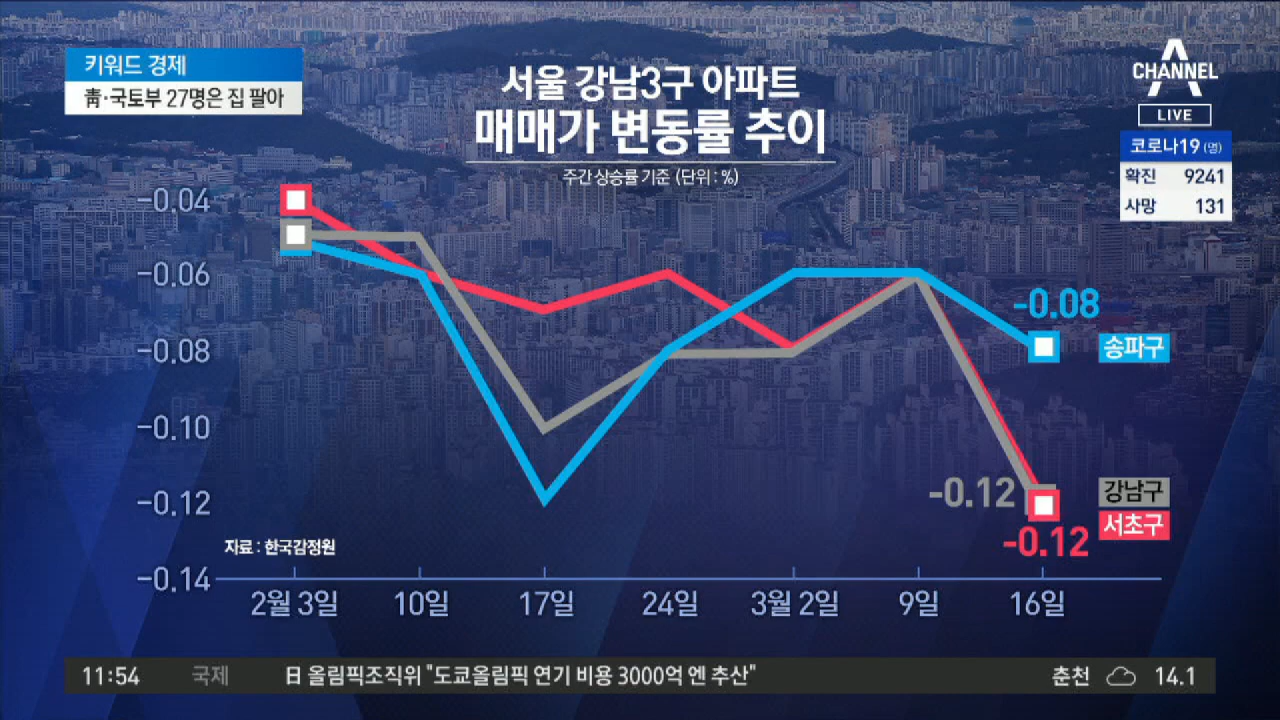 키워드 경제
靑·국토부 27명은 집 팔아
서울 강남3구 아파트
매매가 변동률 추이
주간 상승률 기준 (단위 : %)
CHANNEL A
LIVE
코로나19 (명)
확진 9241
사망 131
-0.04
-0.06
-0.08
-0.10
-0.12
-0.14
-0.08
송파구
-0.12
강남구
서초구
-0.12
자료 : 한국감정원
2월 3일 10일 17일 24일 3월 2일 9일 16일
11:54 국제 日 올림픽조직위 "도쿄올림픽 연기 비용 3000억 엔 추산" 춘천 14.1